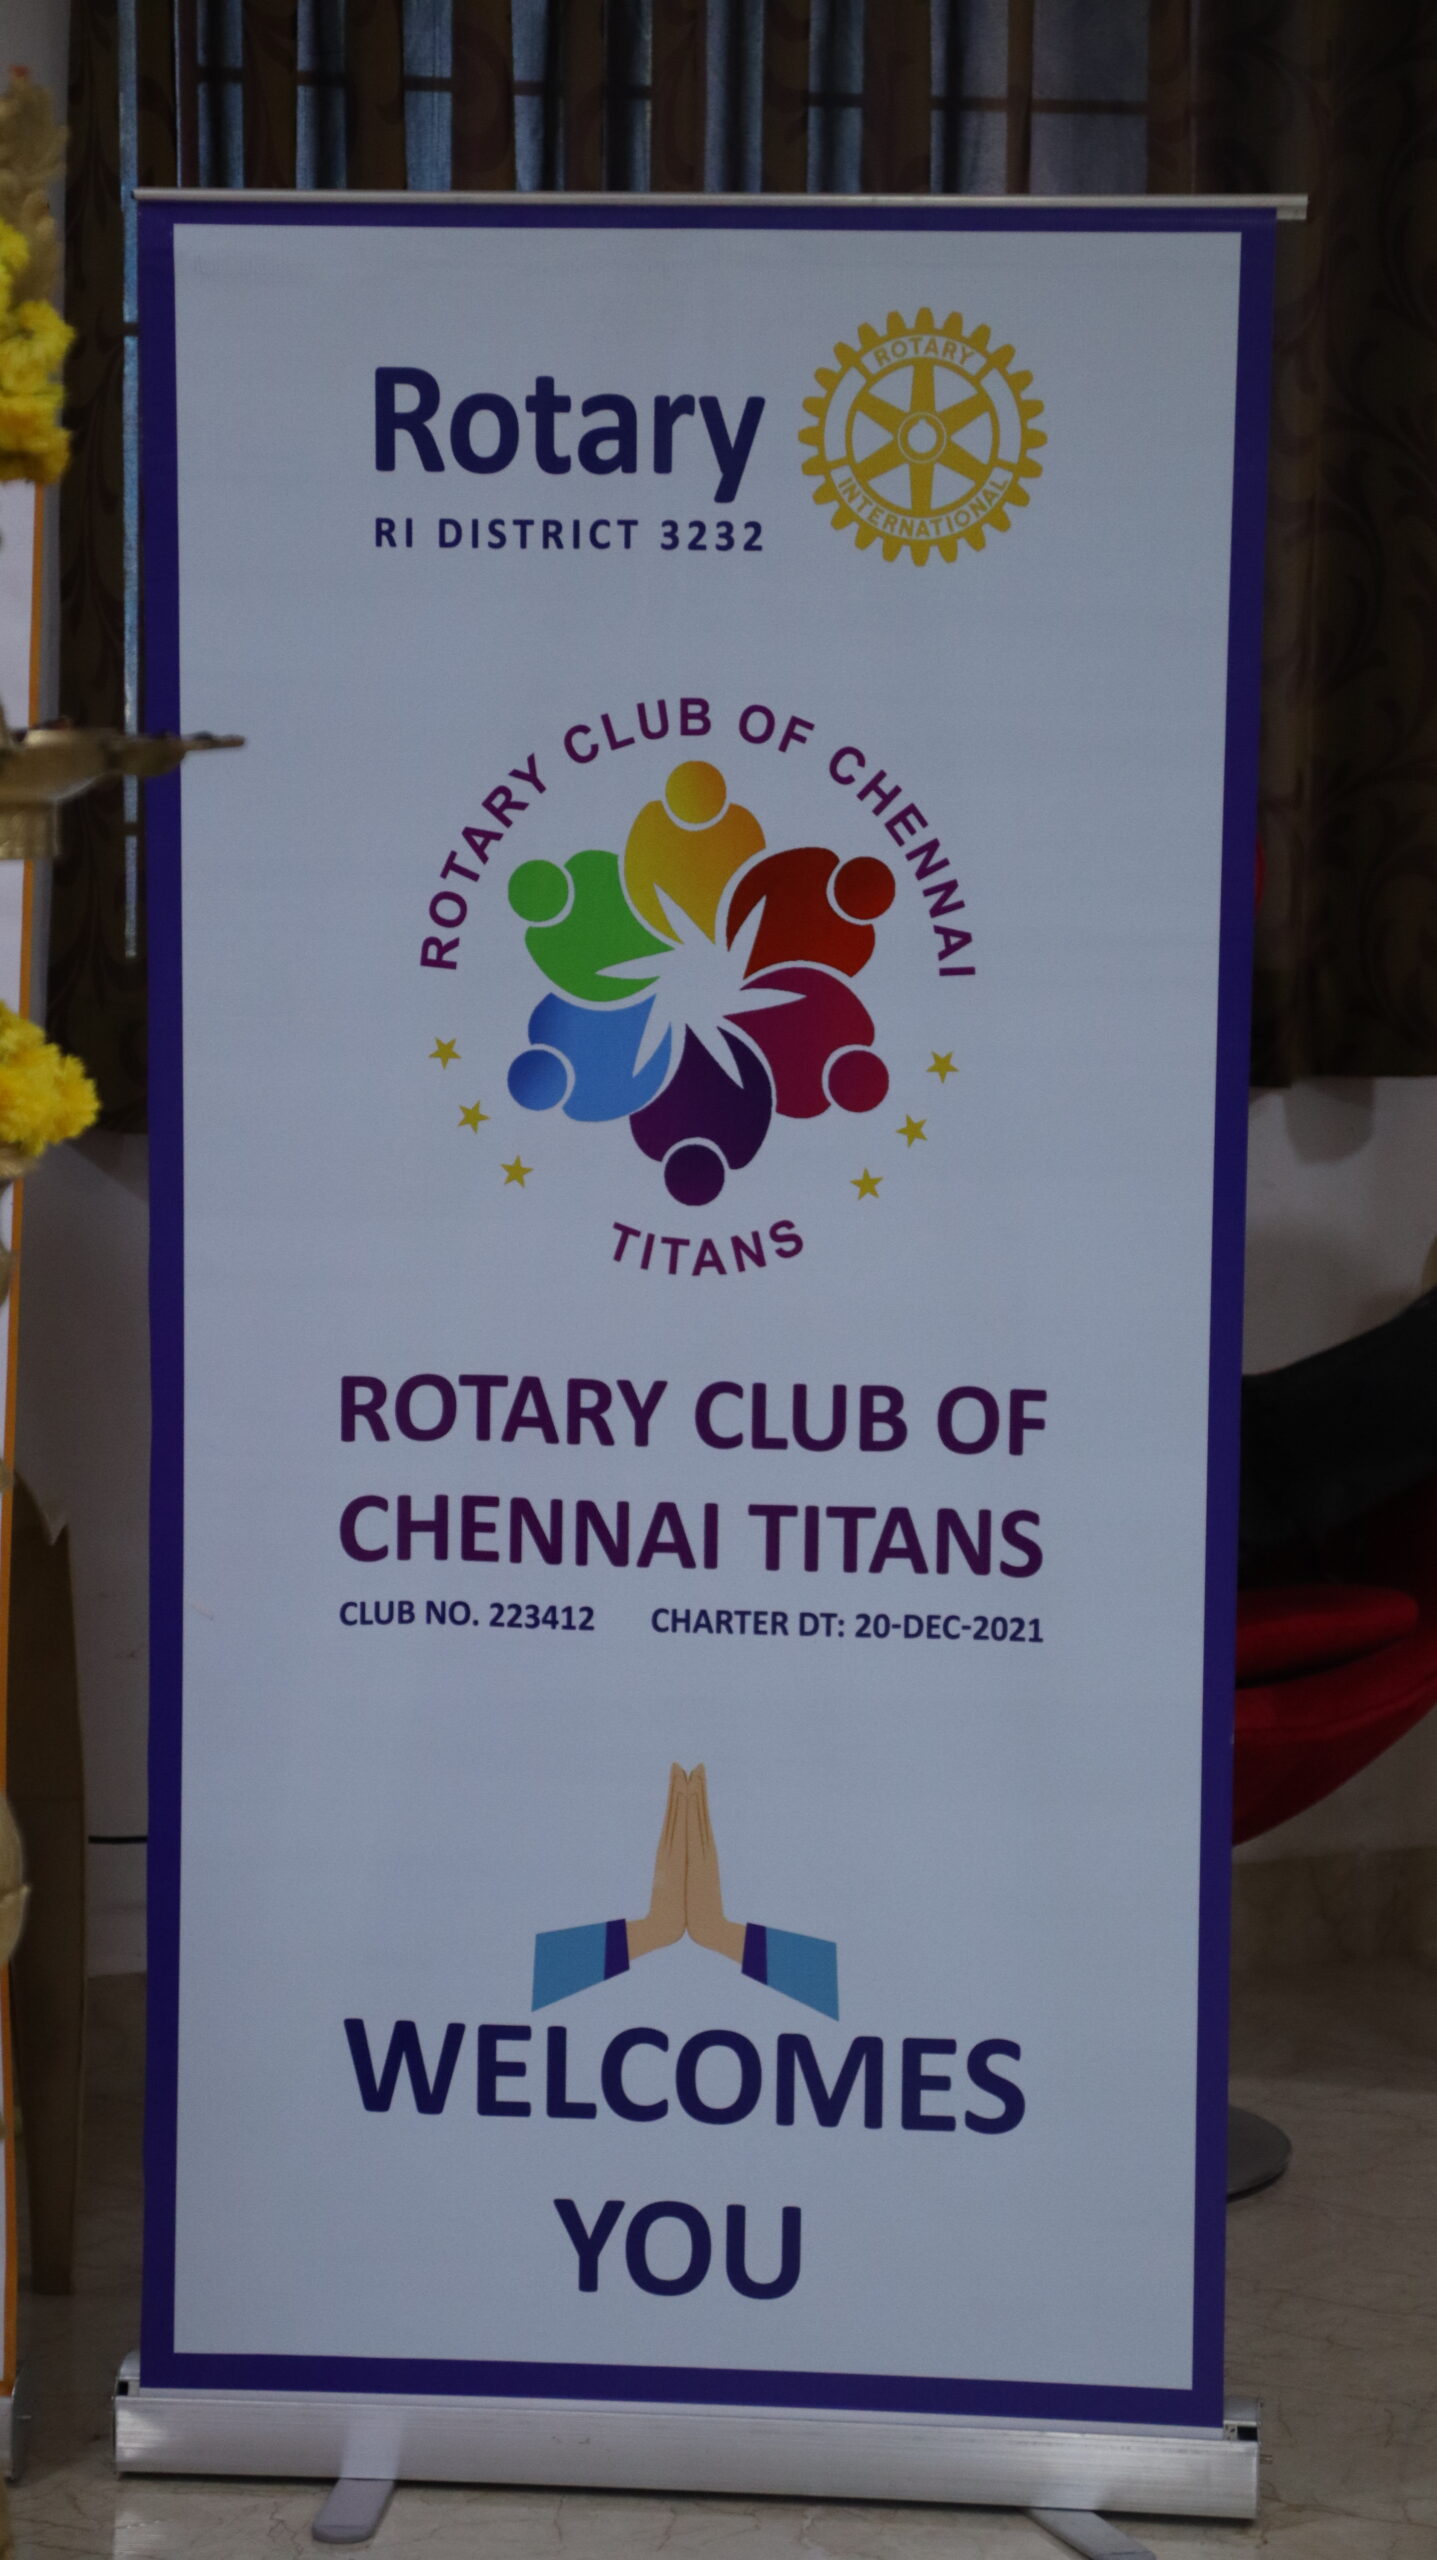 Rotary
RI DISTRICT 3232
ROTARY
INTERNATIONAL
ROTARY CLUB OF CHENNAI
TITANS
ROTARY CLUB OF
CHENNAI TITANS
CLUB NO. 223412 CHARTER DT: 20-DEC-2021
WELCOMES
YOU